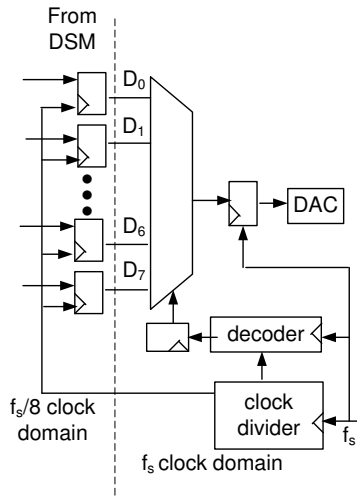 From
DSM
D0
D1
D6
D7
DAC
decoder
clock
divider
fs/8 clock
domain
fs clock domain
fs